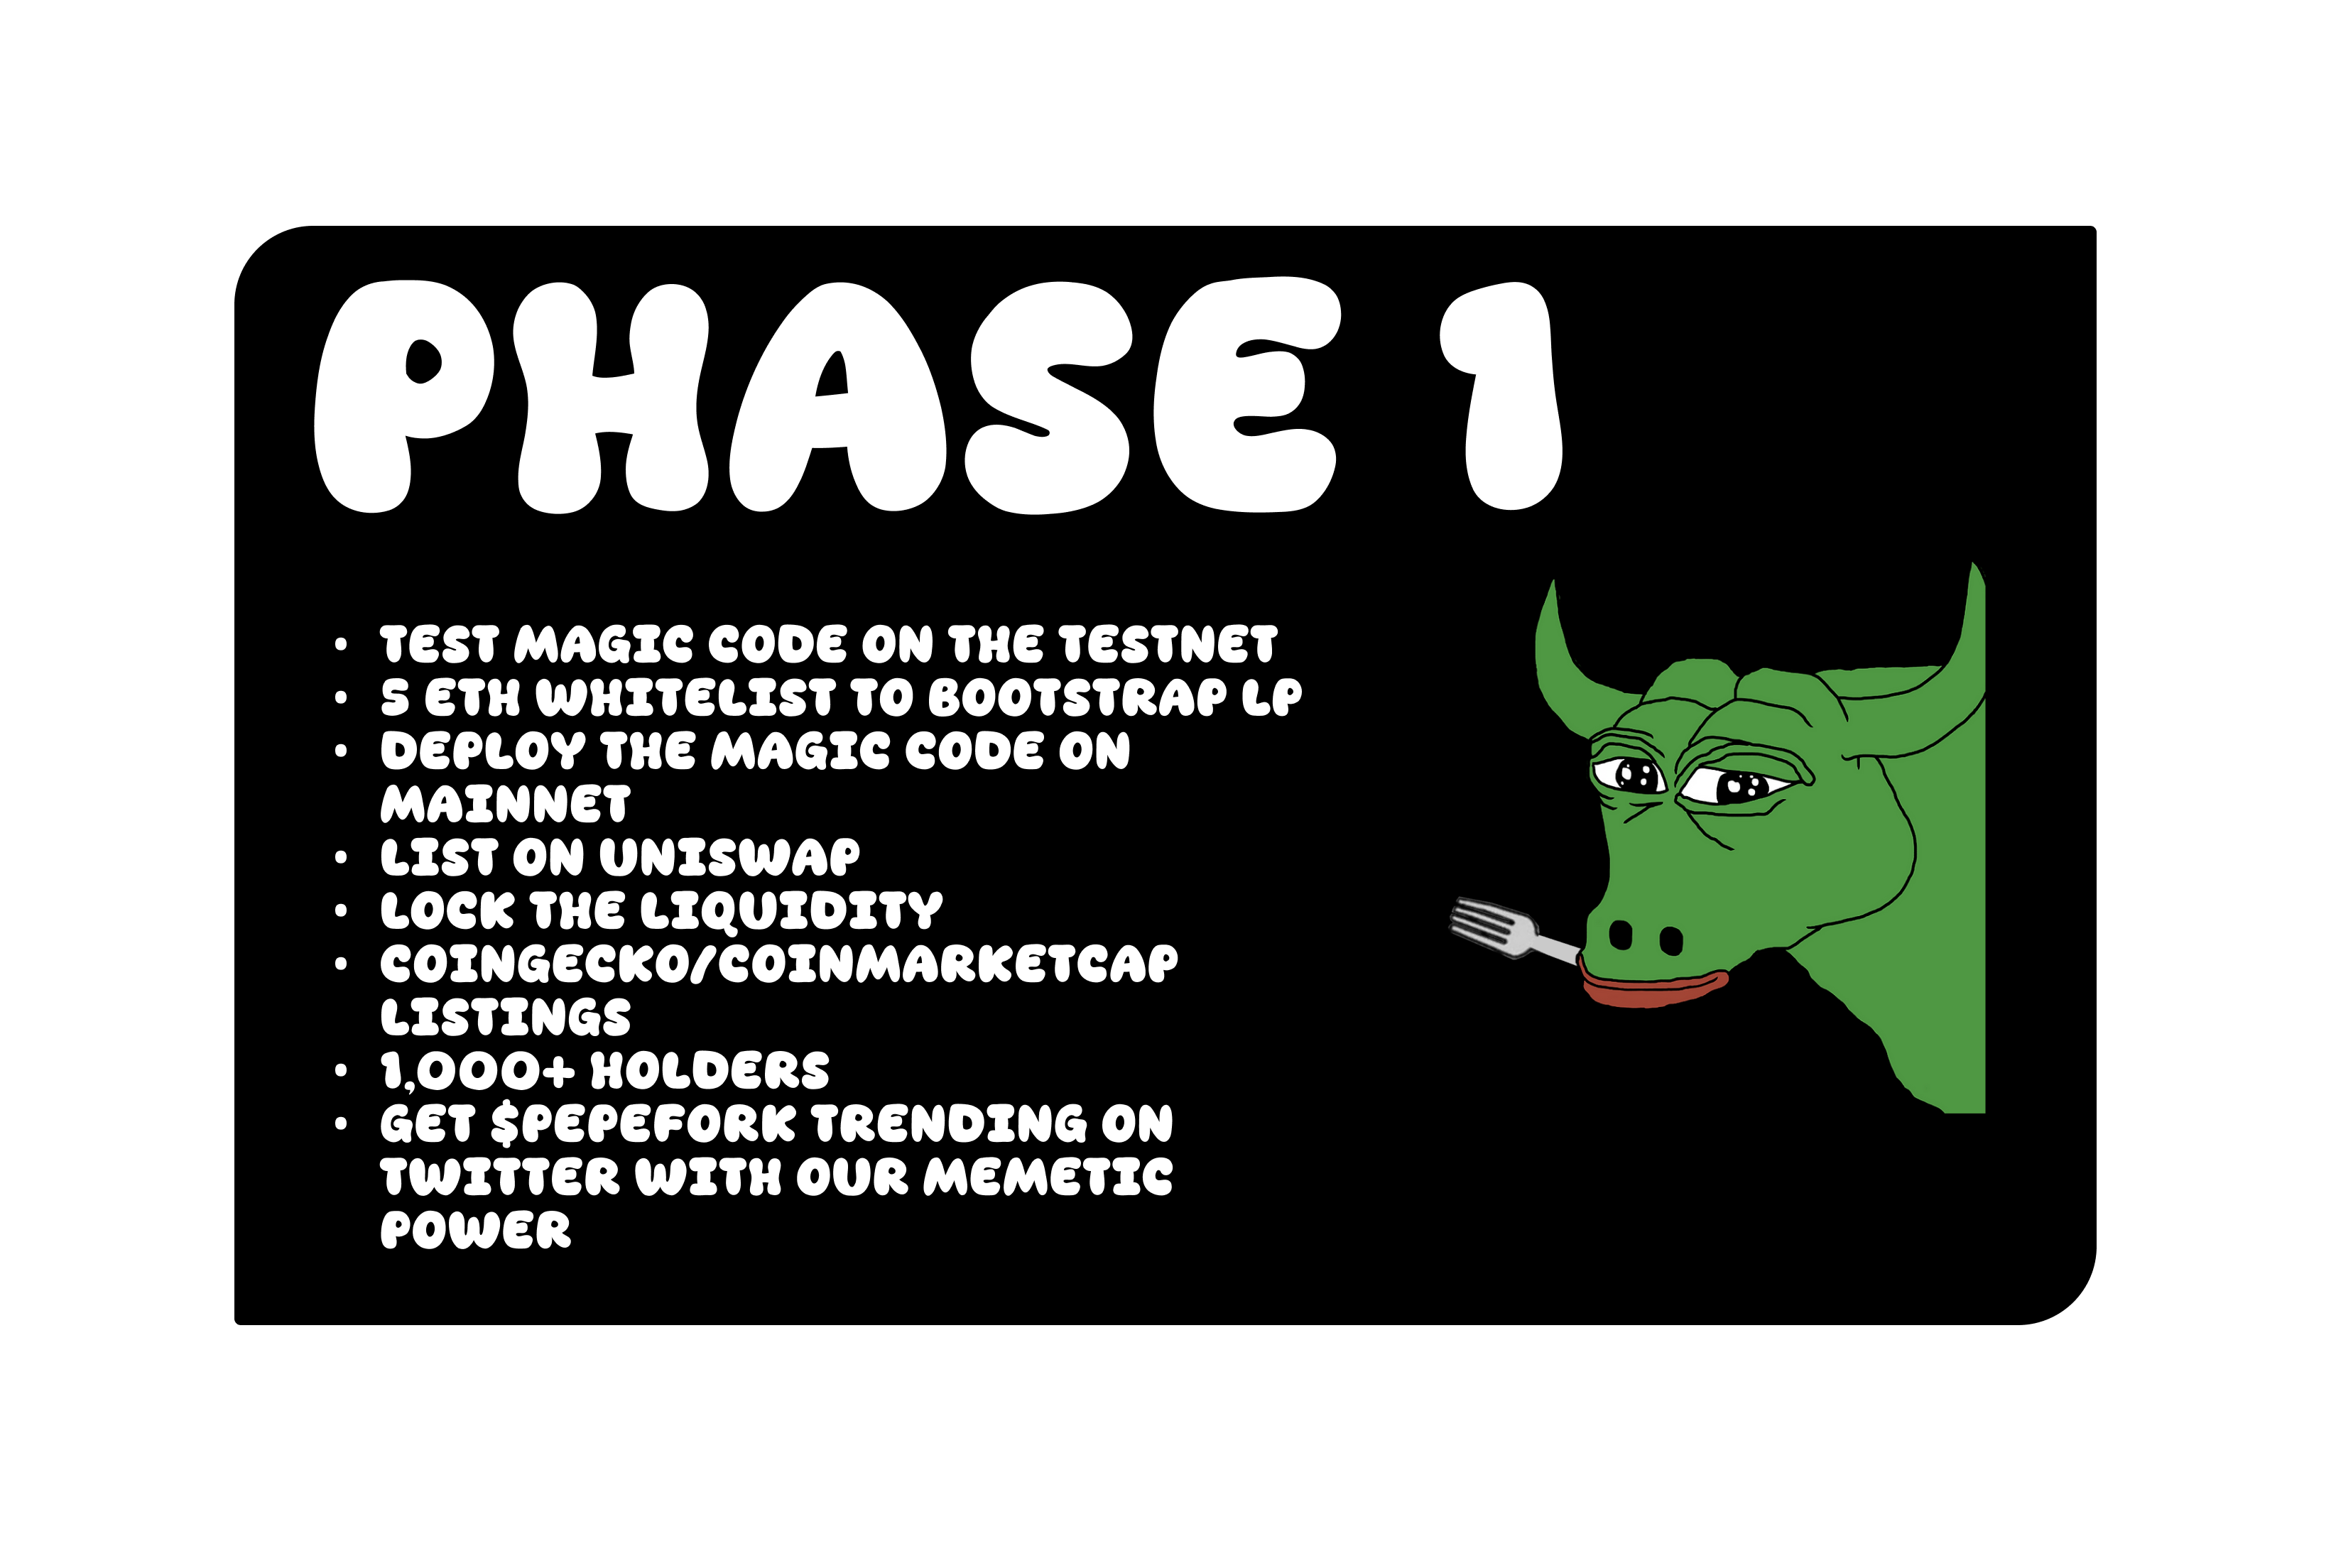 PHASE 1
• TEST MAGIC CODE ON THE TESTNET
• 5 ETH WHITELIST TO BOOTSTRAP LP
• DEPLOY THE MAGIC CODE ON
MAINNET
• LIST ON UNISWAP
• LOCK THE LIQUIDITY
• COINGECKO/COINMARKETCAP
LISTINGS
• 1,000+ HOLDERS
• GET $PEPEFORK TRENDING ON
TWITTER WITH OUR MEMETIC
POWER